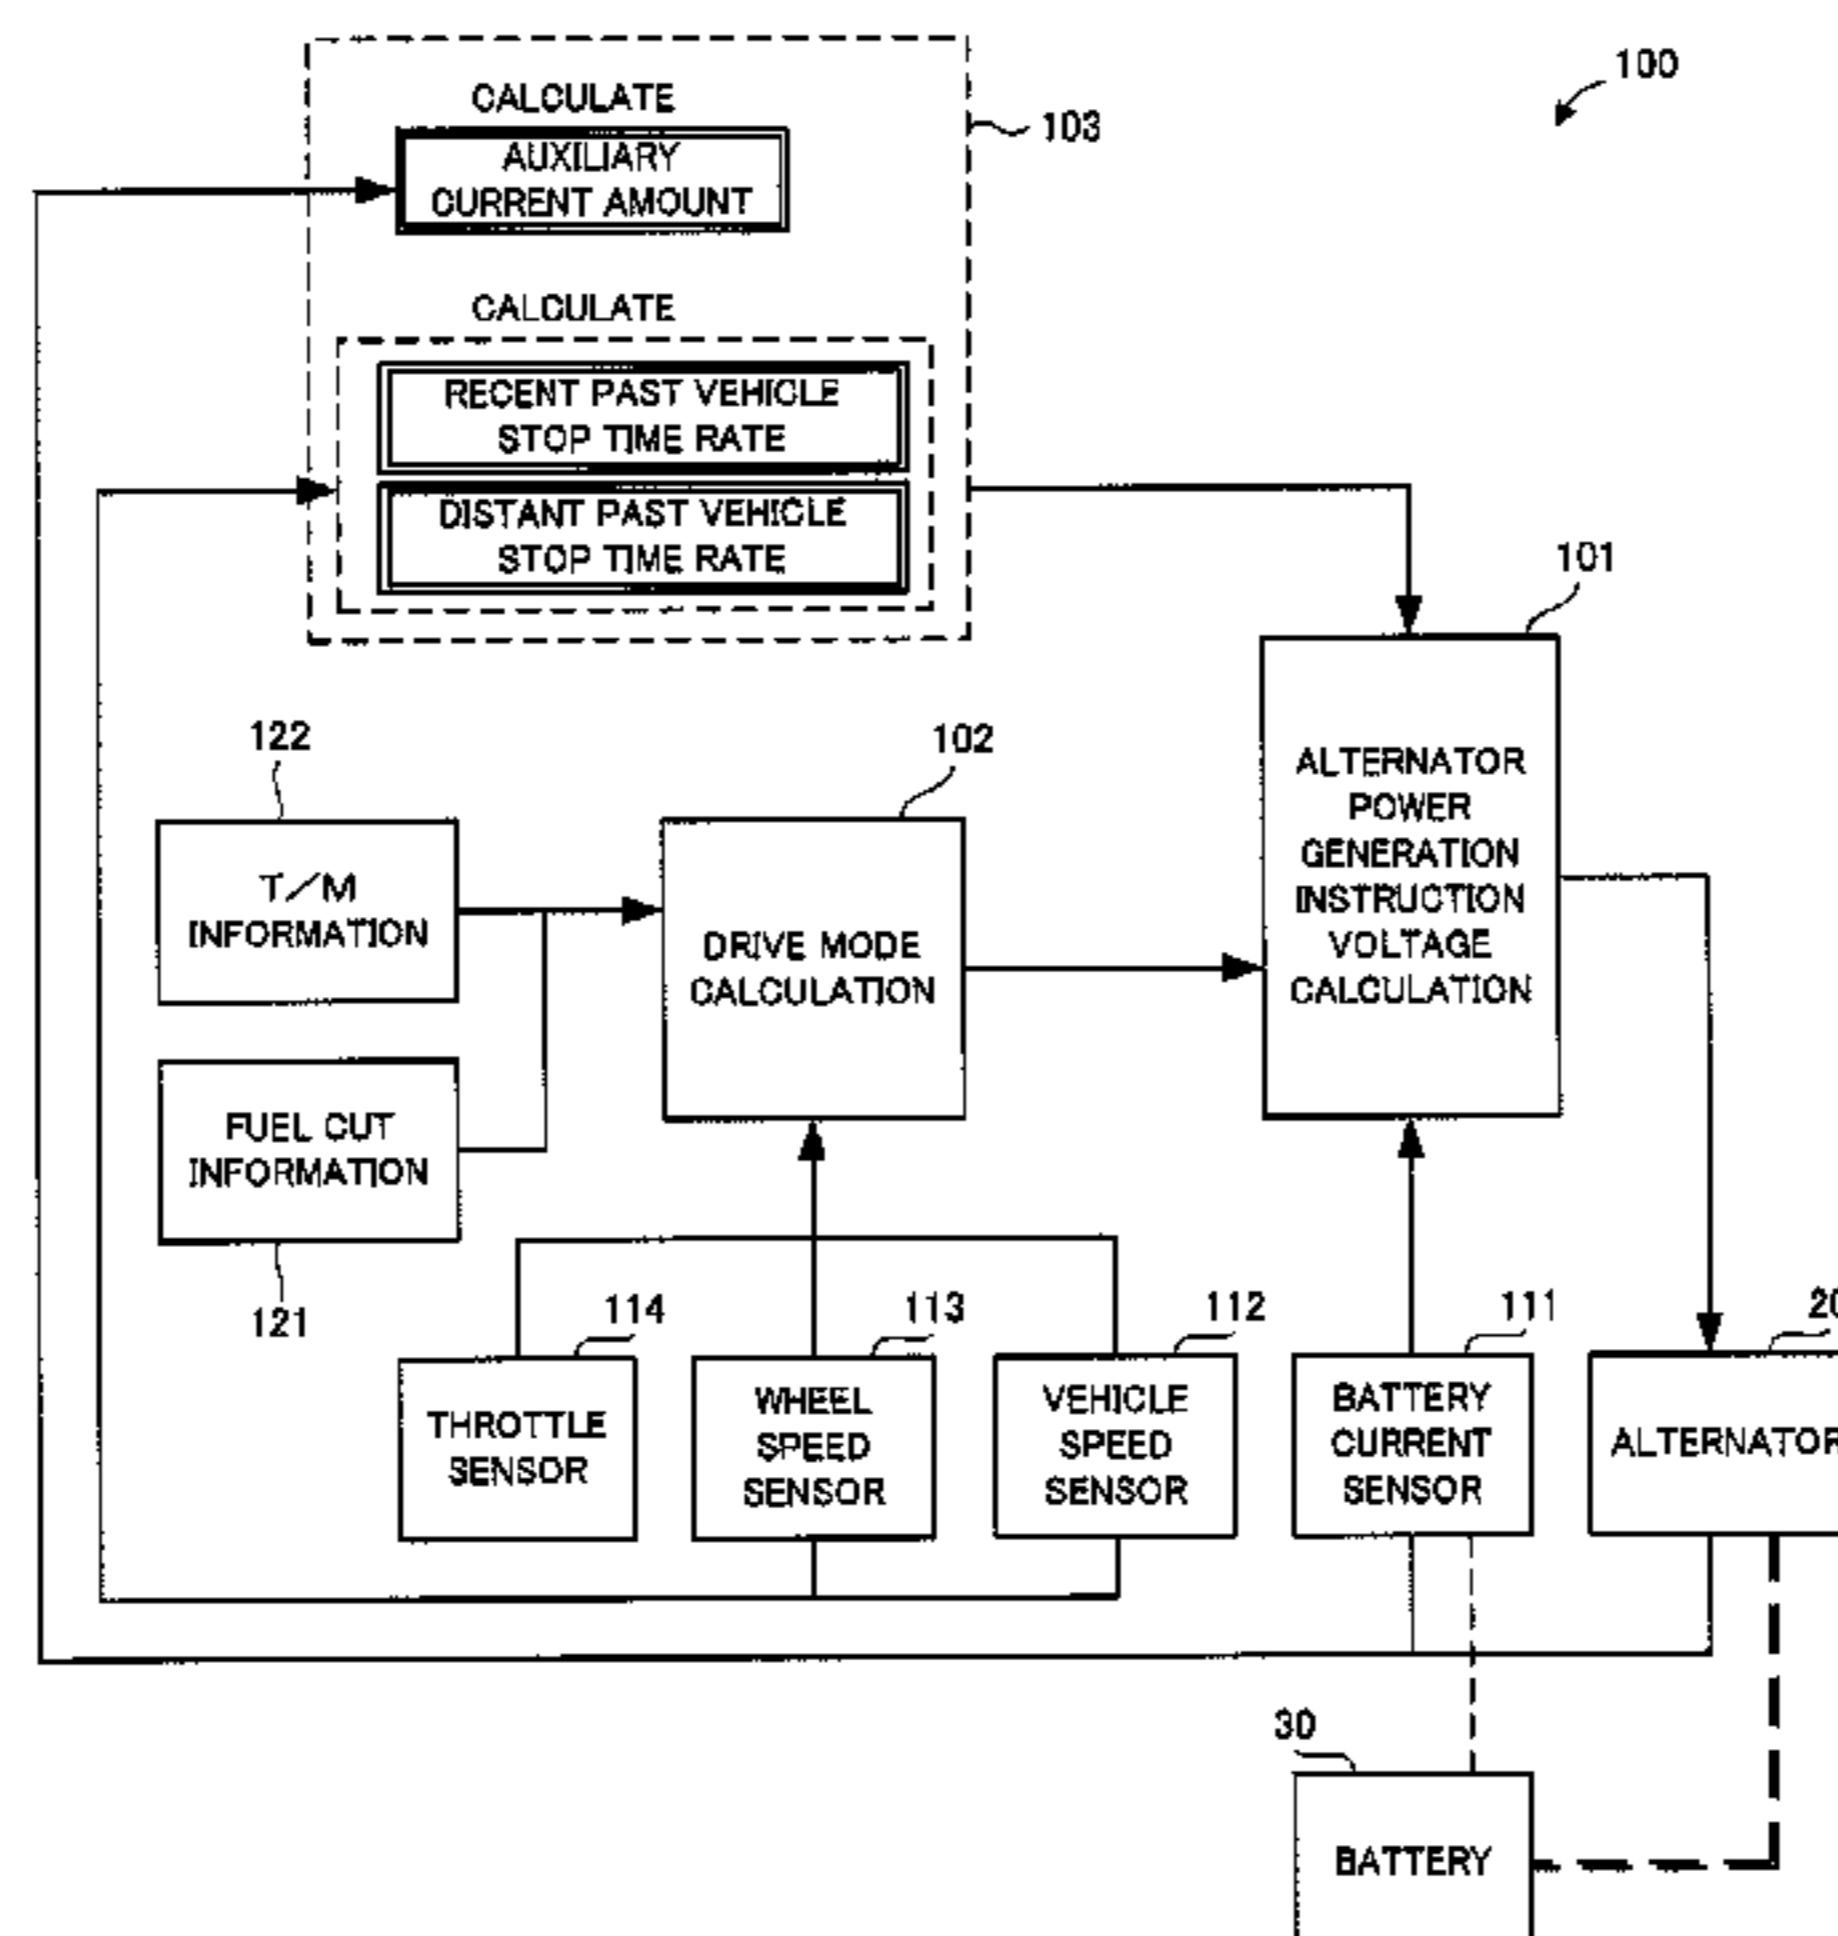 100
CALCULATE
103
AUXILIARY
CURRENT AMOUNT
CALCULATE
RECENT PAST VEHICLE
STOP TIME RATE
DISTANT PAST VEHICLE
STOP TIME RATE
101
122
102
T/M
INFORMATION
DRIVE MODE
CALCULATION
ALTERNATOR
POWER
GENERATION
INSTRUCTION
VOLTAGE
CALCULATION
FUEL CUT
INFORMATION
121
114
113
112
111
20
THROTTLE
SENSOR
WHEEL
SPEED
SENSOR
VEHICLE
SPEED
SENSOR
BATTERY
CURRENT
SENSOR
ALTERNATOR
30
BATTERY